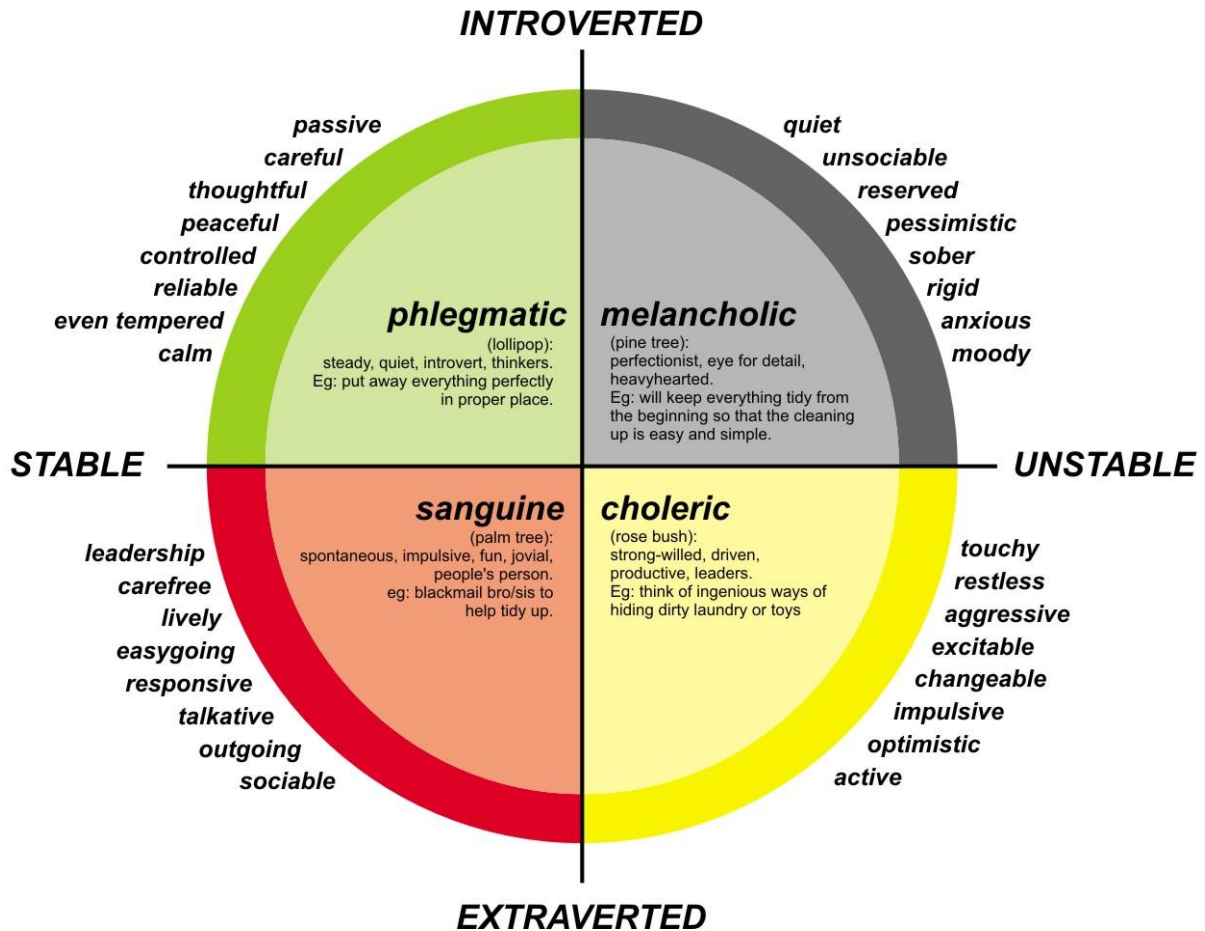 INTROVERTED
passive
careful
thoughtful
peaceful
controlled
reliable
even tempered
calm
quiet
unsociable
reserved
pessimistic
sober
rigid
anxious
moody
phlegmatic
(lollipop):
steady, quiet, introvert, thinkers.
Eg: put away everything perfectly
in proper place.
melancholic
(pine tree):
perfectionist, eye for detail,
heavyhearted.
Eg: will keep everything tidy from
the beginning so that the cleaning
up is easy and simple.
STABLE
UNSTABLE
sanguine
(palm tree):
spontaneous, impulsive, fun, jovial,
people's person.
eg: blackmail bro/sis to
help tidy up.
choleric
(rose bush):
strong-willed, driven,
productive, leaders.
Eg: think of ingenious ways of
hiding dirty laundry or toys
leadership
carefree
lively
easygoing
responsive
talkative
outgoing
sociable
touchy
restless
aggressive
excitable
changeable
impulsive
optimistic
active
EXTRAVERTED